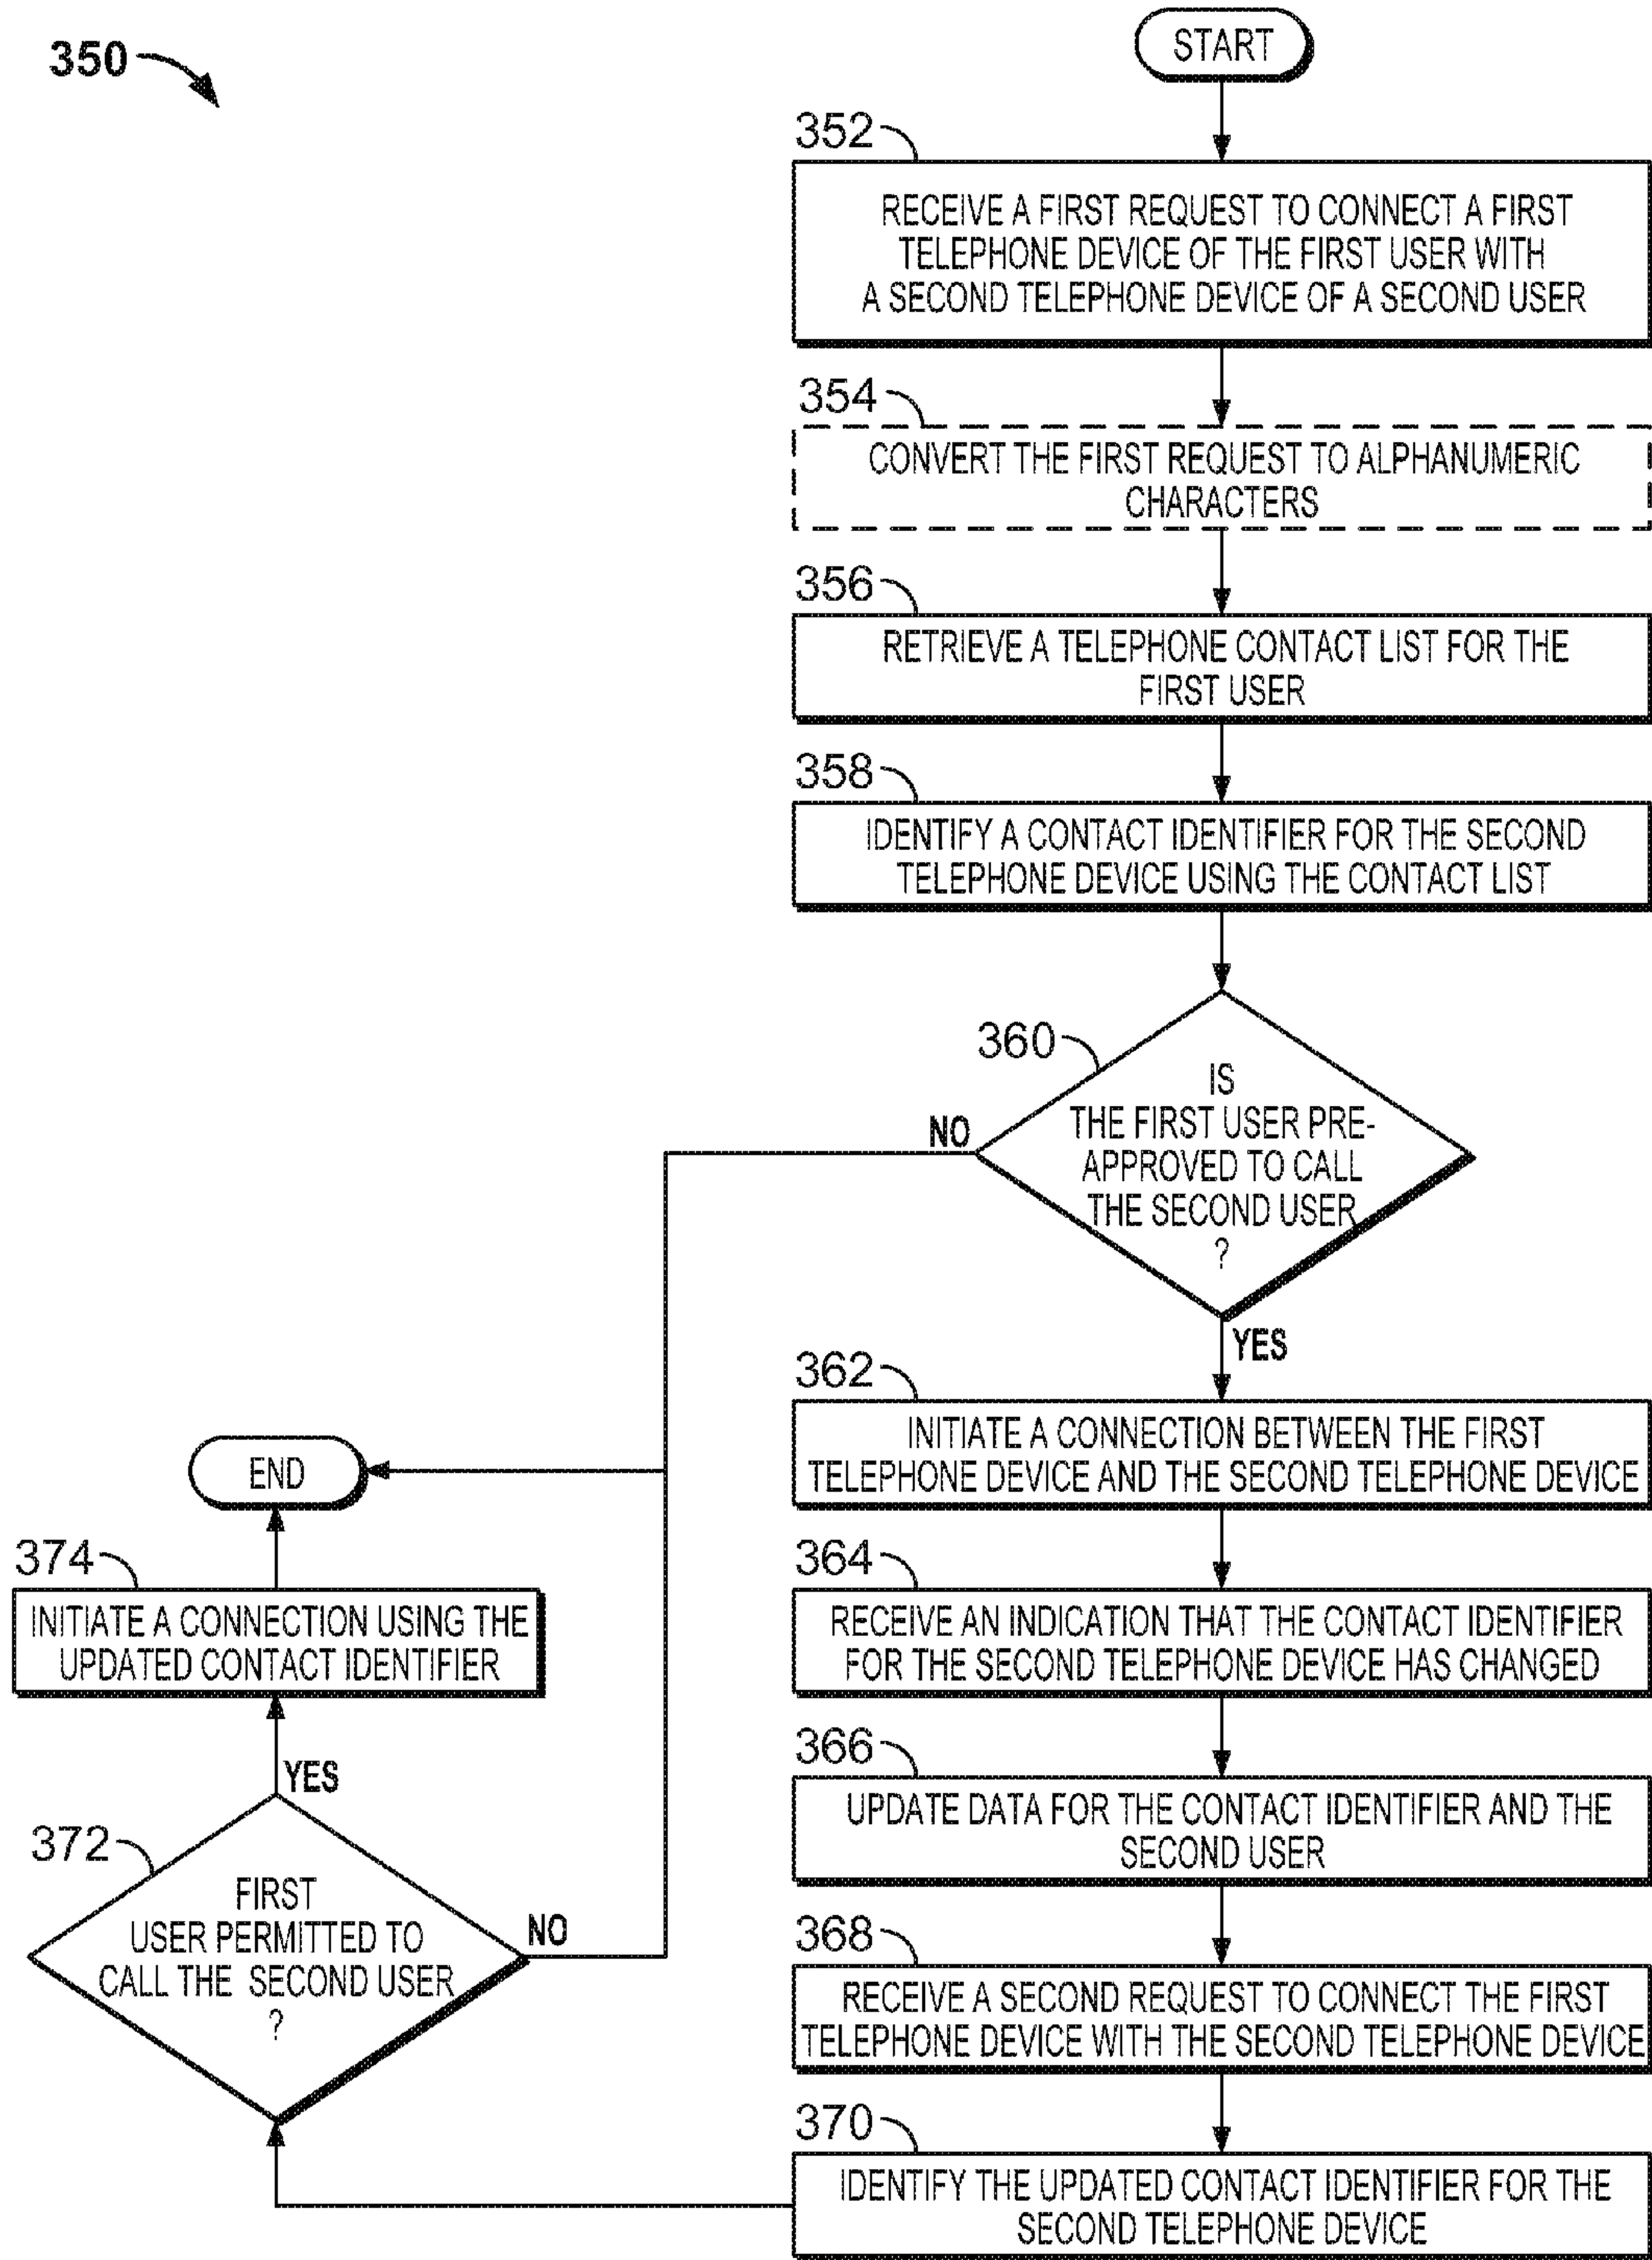 350
START
352
RECEIVE A FIRST REQUEST TO CONNECT A FIRST
TELEPHONE DEVICE OF THE FIRST USER WITH
A SECOND TELEPHONE DEVICE OF A SECOND USER
354
CONVERT THE FIRST REQUEST TO ALPHANUMERIC
CHARACTERS
356
RETRIEVE A TELEPHONE CONTACT LIST FOR THE
FIRST USER
358
IDENTIFY A CONTACT IDENTIFIER FOR THE SECOND
TELEPHONE DEVICE USING THE CONTACT LIST
360
IS
THE FIRST USER PRE-
APPROVED TO CALL
THE SECOND USER
?
NO
YES
362
INITIATE A CONNECTION BETWEEN THE FIRST
TELEPHONE DEVICE AND THE SECOND TELEPHONE DEVICE
364
RECEIVE AN INDICATION THAT THE CONTACT IDENTIFIER
FOR THE SECOND TELEPHONE DEVICE HAS CHANGED
366
UPDATE DATA FOR THE CONTACT IDENTIFIER AND THE
SECOND USER
368
RECEIVE A SECOND REQUEST TO CONNECT THE FIRST
TELEPHONE DEVICE WITH THE SECOND TELEPHONE DEVICE
370
IDENTIFY THE UPDATED CONTACT IDENTIFIER FOR THE
SECOND TELEPHONE DEVICE
372
FIRST
USER PERMITTED TO
CALL THE SECOND USER
?
NO
YES
374
INITIATE A CONNECTION USING THE
UPDATED CONTACT IDENTIFIER
END